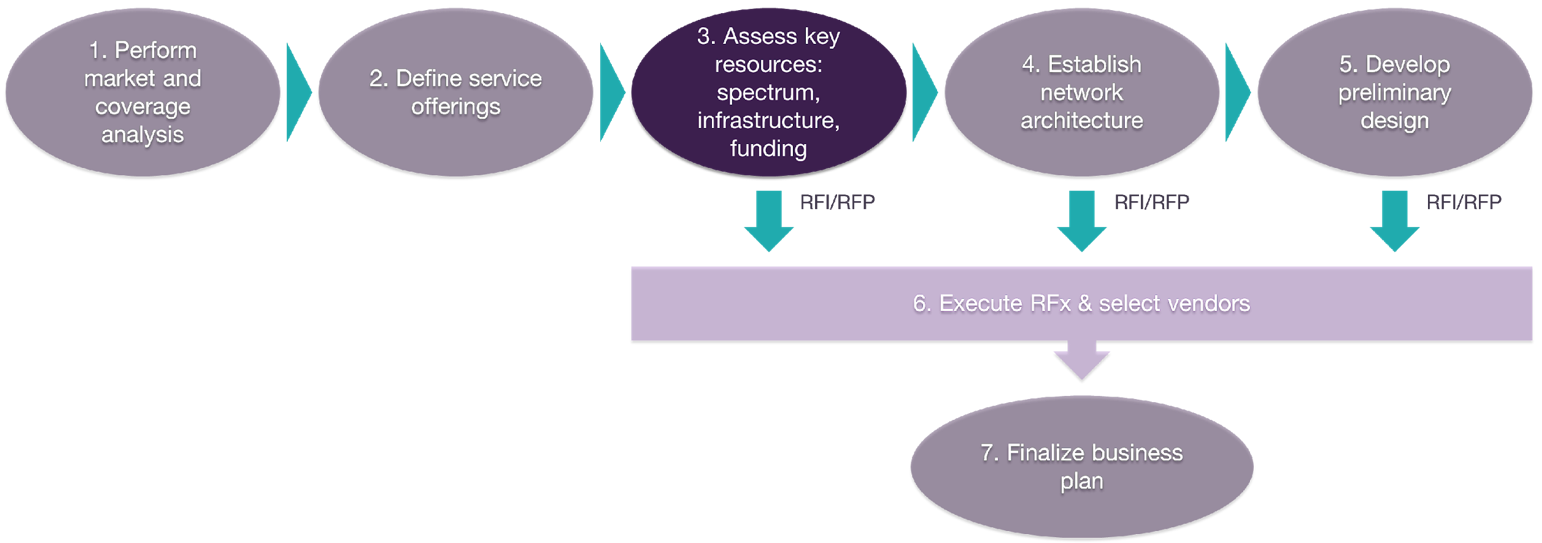 1. Perform
market and
coverage
analysis
2. Define service
offerings
3. Assess key
resources:
spectrum,
infrastructure,
funding
4. Establish
network
architecture
5. Develop
preliminary
design
RFI/RFP
RFI/RFP
RFI/RFP
6. Execute RFx & select vendors
7. Finalize business
plan